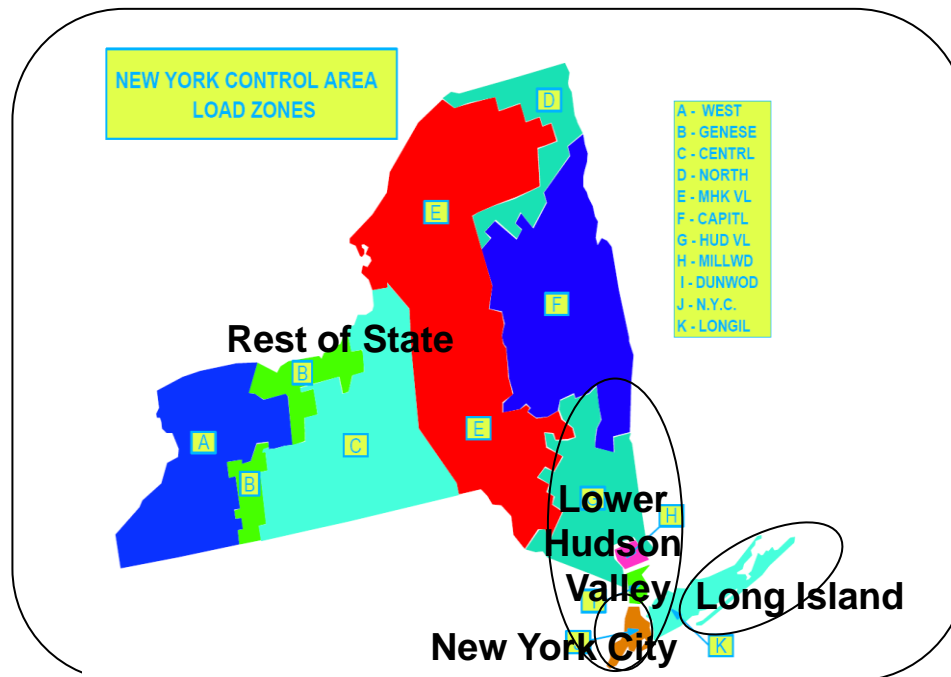 NEW YORK CONTROL AREA
LOAD ZONES
A - WEST
B - GENESE
C - CENTRL
D - NORTH
E - MHK VL
F - CAPITL
G - HUD VL
H - MILLWD
I - DUNWOD
J - N.Y.C.
K - LONGIL
D
E
F
Rest of State
B
A
C
E
B
G
Lower
H
Hudson
Valley
Long Island
New York City
K